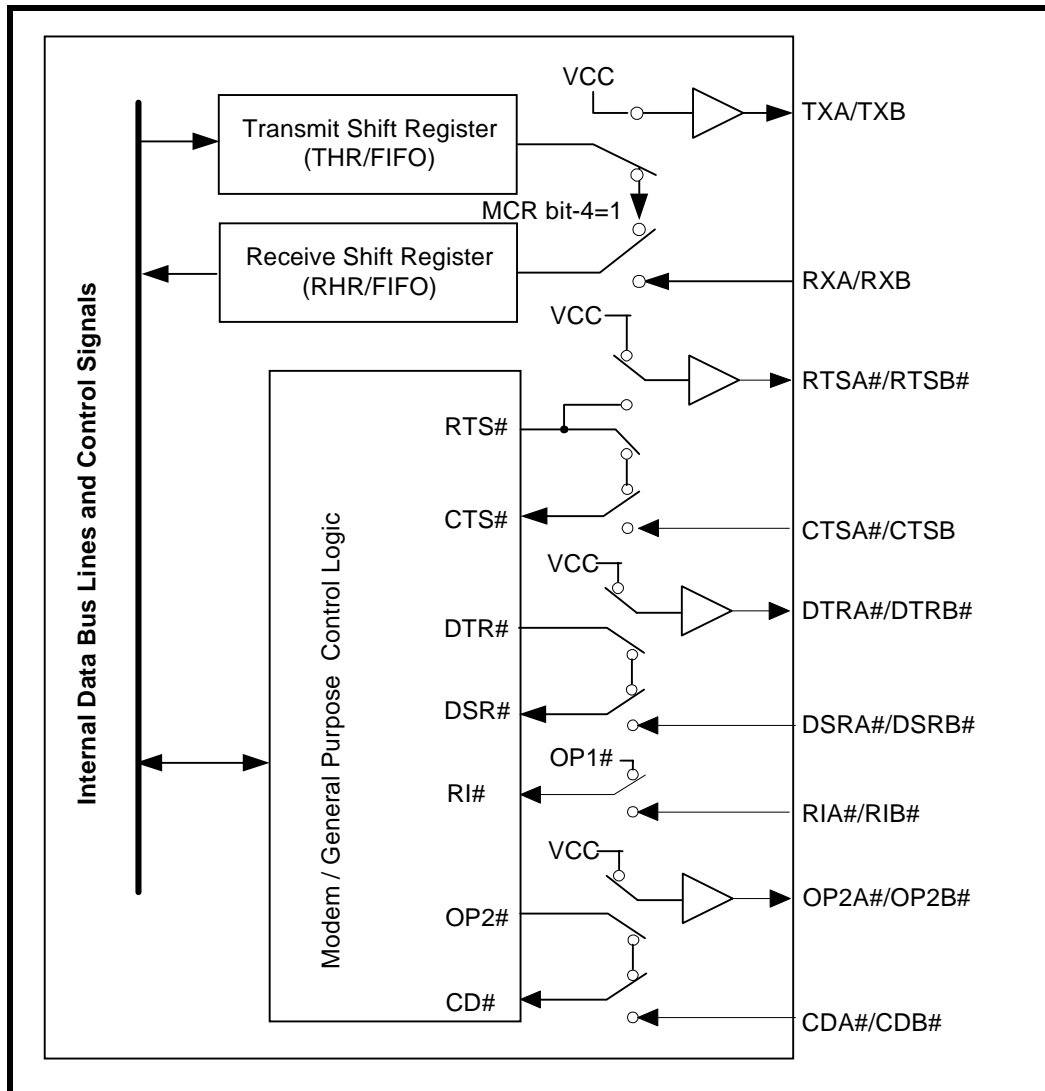 VCC
TXA/TXB
Transmit Shift Register
(THR/FIFO)
MCR bit-4=1
Receive Shift Register
(RHR/FIFO)
RXA/RXB
VCC
RTSA#/RTSB#
RTS#
CTS#
CTSA#/CTSB
VCC
DTRA#/DTRB#
DTR#
DSR#
DSRA#/DSRB#
OP1#
RI#
RIA#/RIB#
VCC
OP2A#/OP2B#
OP2#
CD#
CDA#/CDB#
Internal Data Bus Lines and Control Signals
Modem / General Purpose Control Logic